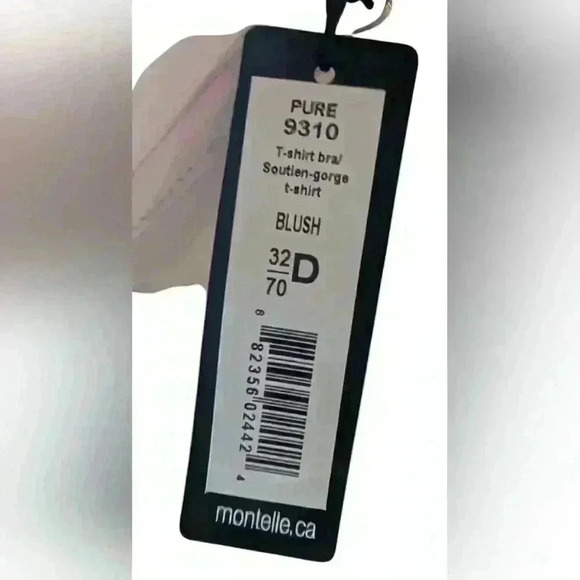 PURE
9310
T-shirt bra/
Soutien-gorge
t-shirt
BLUSH
32
70
D
8 82356 02442 4
montelle.ca